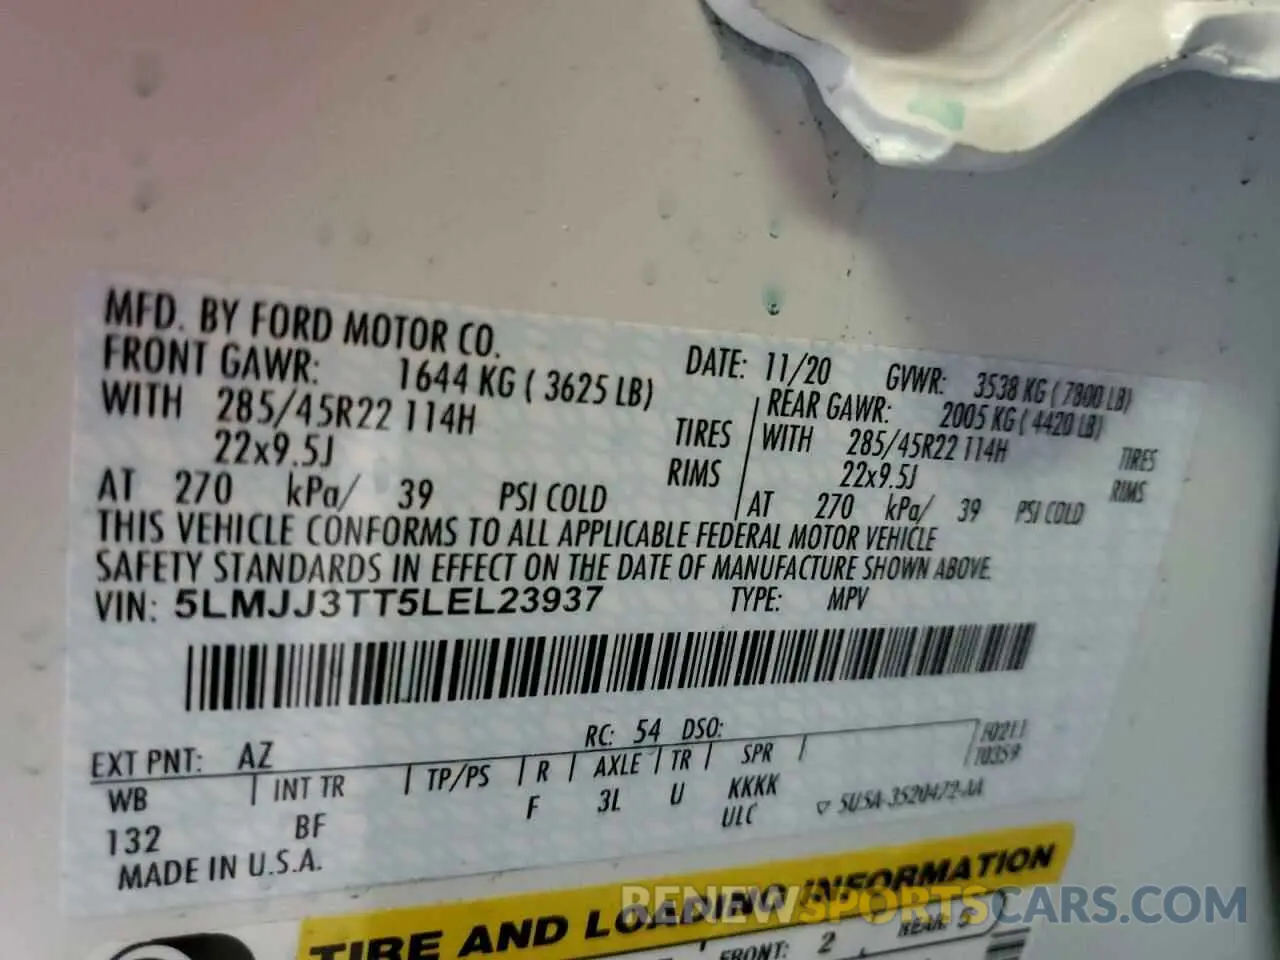 MFD. BY FORD MOTOR CO.
DATE: 11/20 GVWR: 3538 KG ( 7800 LB)
FRONT GAWR: 1644 KG ( 3625 LB)
REAR GAWR: 2005 KG ( 4420 LB)
WITH 285/45R22 114H TIRES
WITH 285/45R22 114H TIRES
22x9.5J RIMS
22x9.5J RIMS
AT 270 kPa/ 39 PSI COLD
AT 270 kPa/ 39 PSI COLD
THIS VEHICLE CONFORMS TO ALL APPLICABLE FEDERAL MOTOR VEHICLE
SAFETY STANDARDS IN EFFECT ON THE DATE OF MANUFACTURE SHOWN ABOVE.
VIN: 5LMJJ3TT5LEL23937 TYPE: MPV
EXT PNT: AZ RC: 54 DSO:
WB INT TR TP/PS R AXLE TR SPR
132 BF F 3L U KKKK
ULC
MADE IN U.S.A.
TIRE AND LOADING INFORMATION
FRONT: 2 REAR: 5
RENEWSPORTSCARS.COM